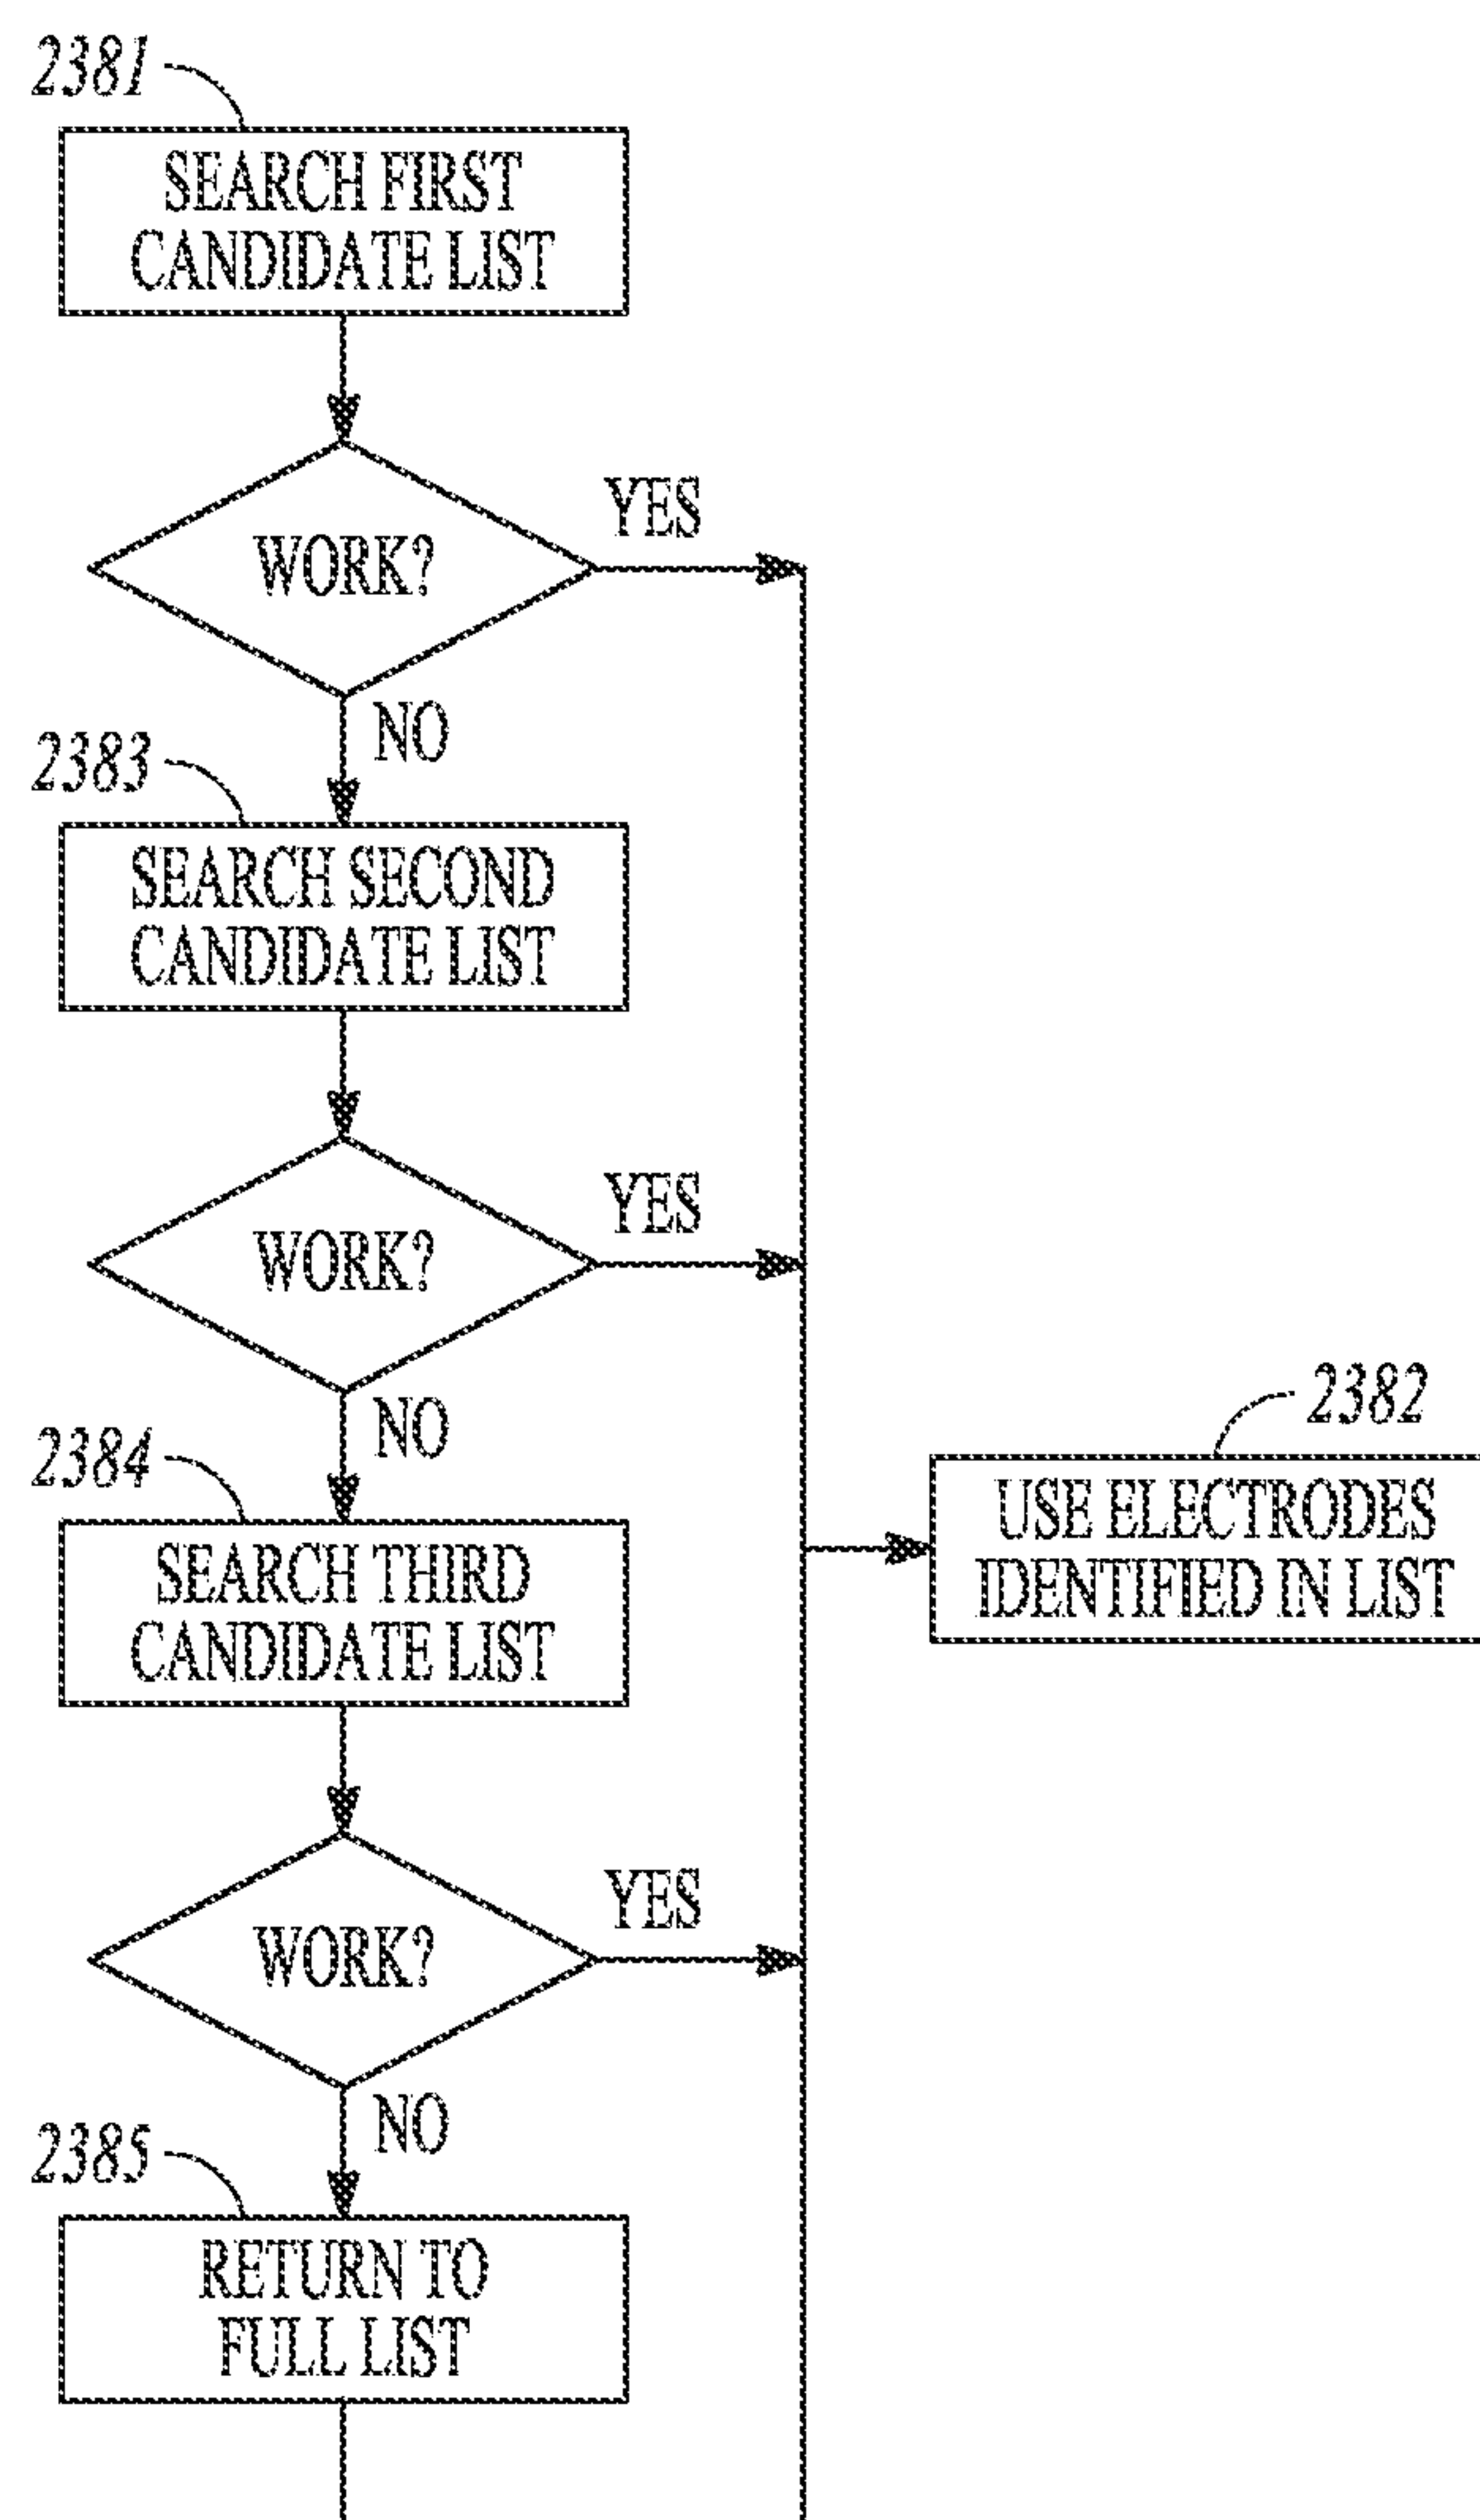 2381
SEARCH FIRST
CANDIDATE LIST
WORK?
YES
NO
2383
SEARCH SECOND
CANDIDATE LIST
WORK?
YES
NO
2382
USE ELECTRODES
IDENTIFIED IN LIST
2384
SEARCH THIRD
CANDIDATE LIST
WORK?
YES
NO
2385
RETURN TO
FULL LIST